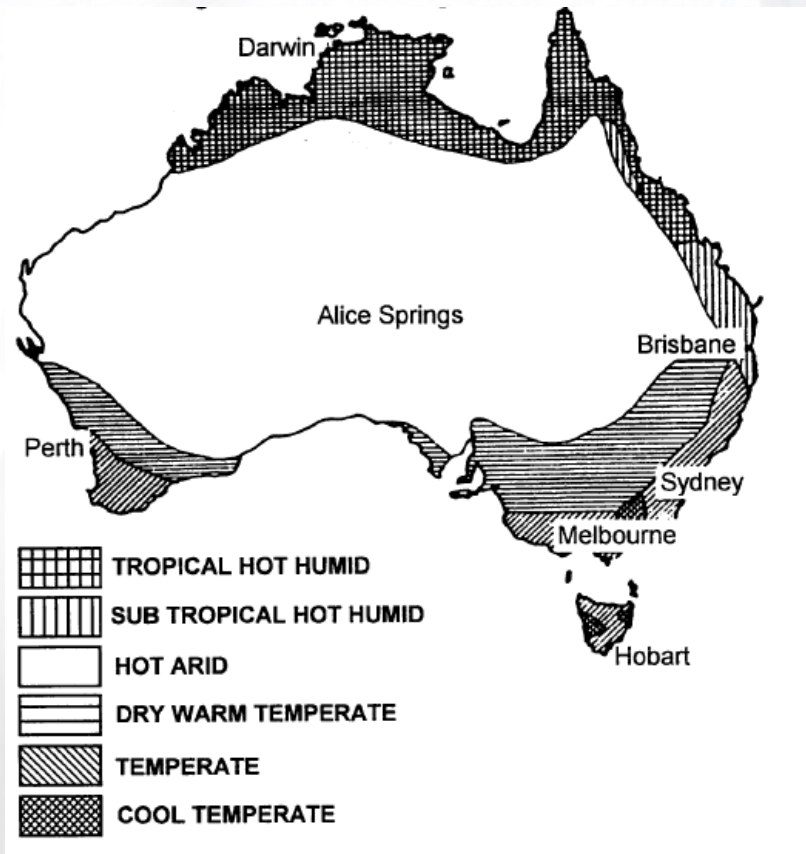 Darwin
Alice Springs
Brisbane
Perth
Sydney
Melbourne
Hobart
TROPICAL HOT HUMID
SUB TROPICAL HOT HUMID
HOT ARID
DRY WARM TEMPERATE
TEMPERATE
COOL TEMPERATE